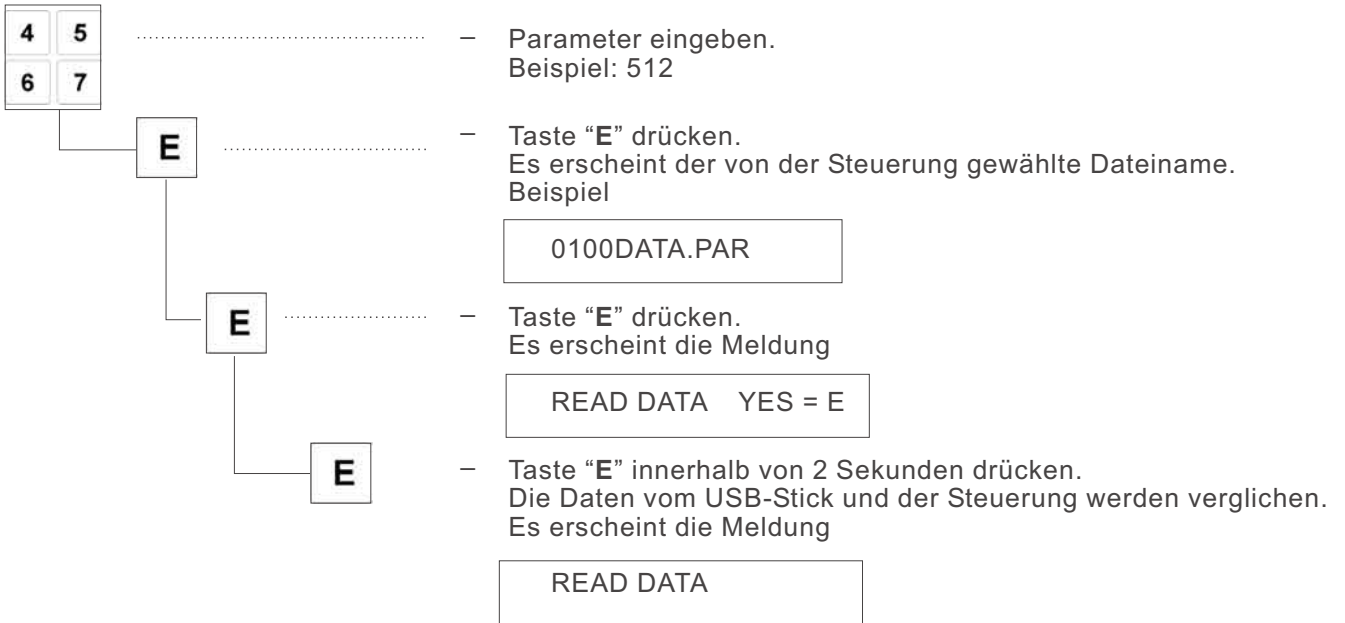 4 5
6 7
– Parameter eingeben.
Beispiel: 512
E
– Taste “E” drücken.
Es erscheint der von der Steuerung gewählte Dateiname.
Beispiel
0100DATA.PAR
E
– Taste “E” drücken.
Es erscheint die Meldung
READ DATA YES = E
E
– Taste “E” innerhalb von 2 Sekunden drücken.
Die Daten vom USB-Stick und der Steuerung werden verglichen.
Es erscheint die Meldung
READ DATA